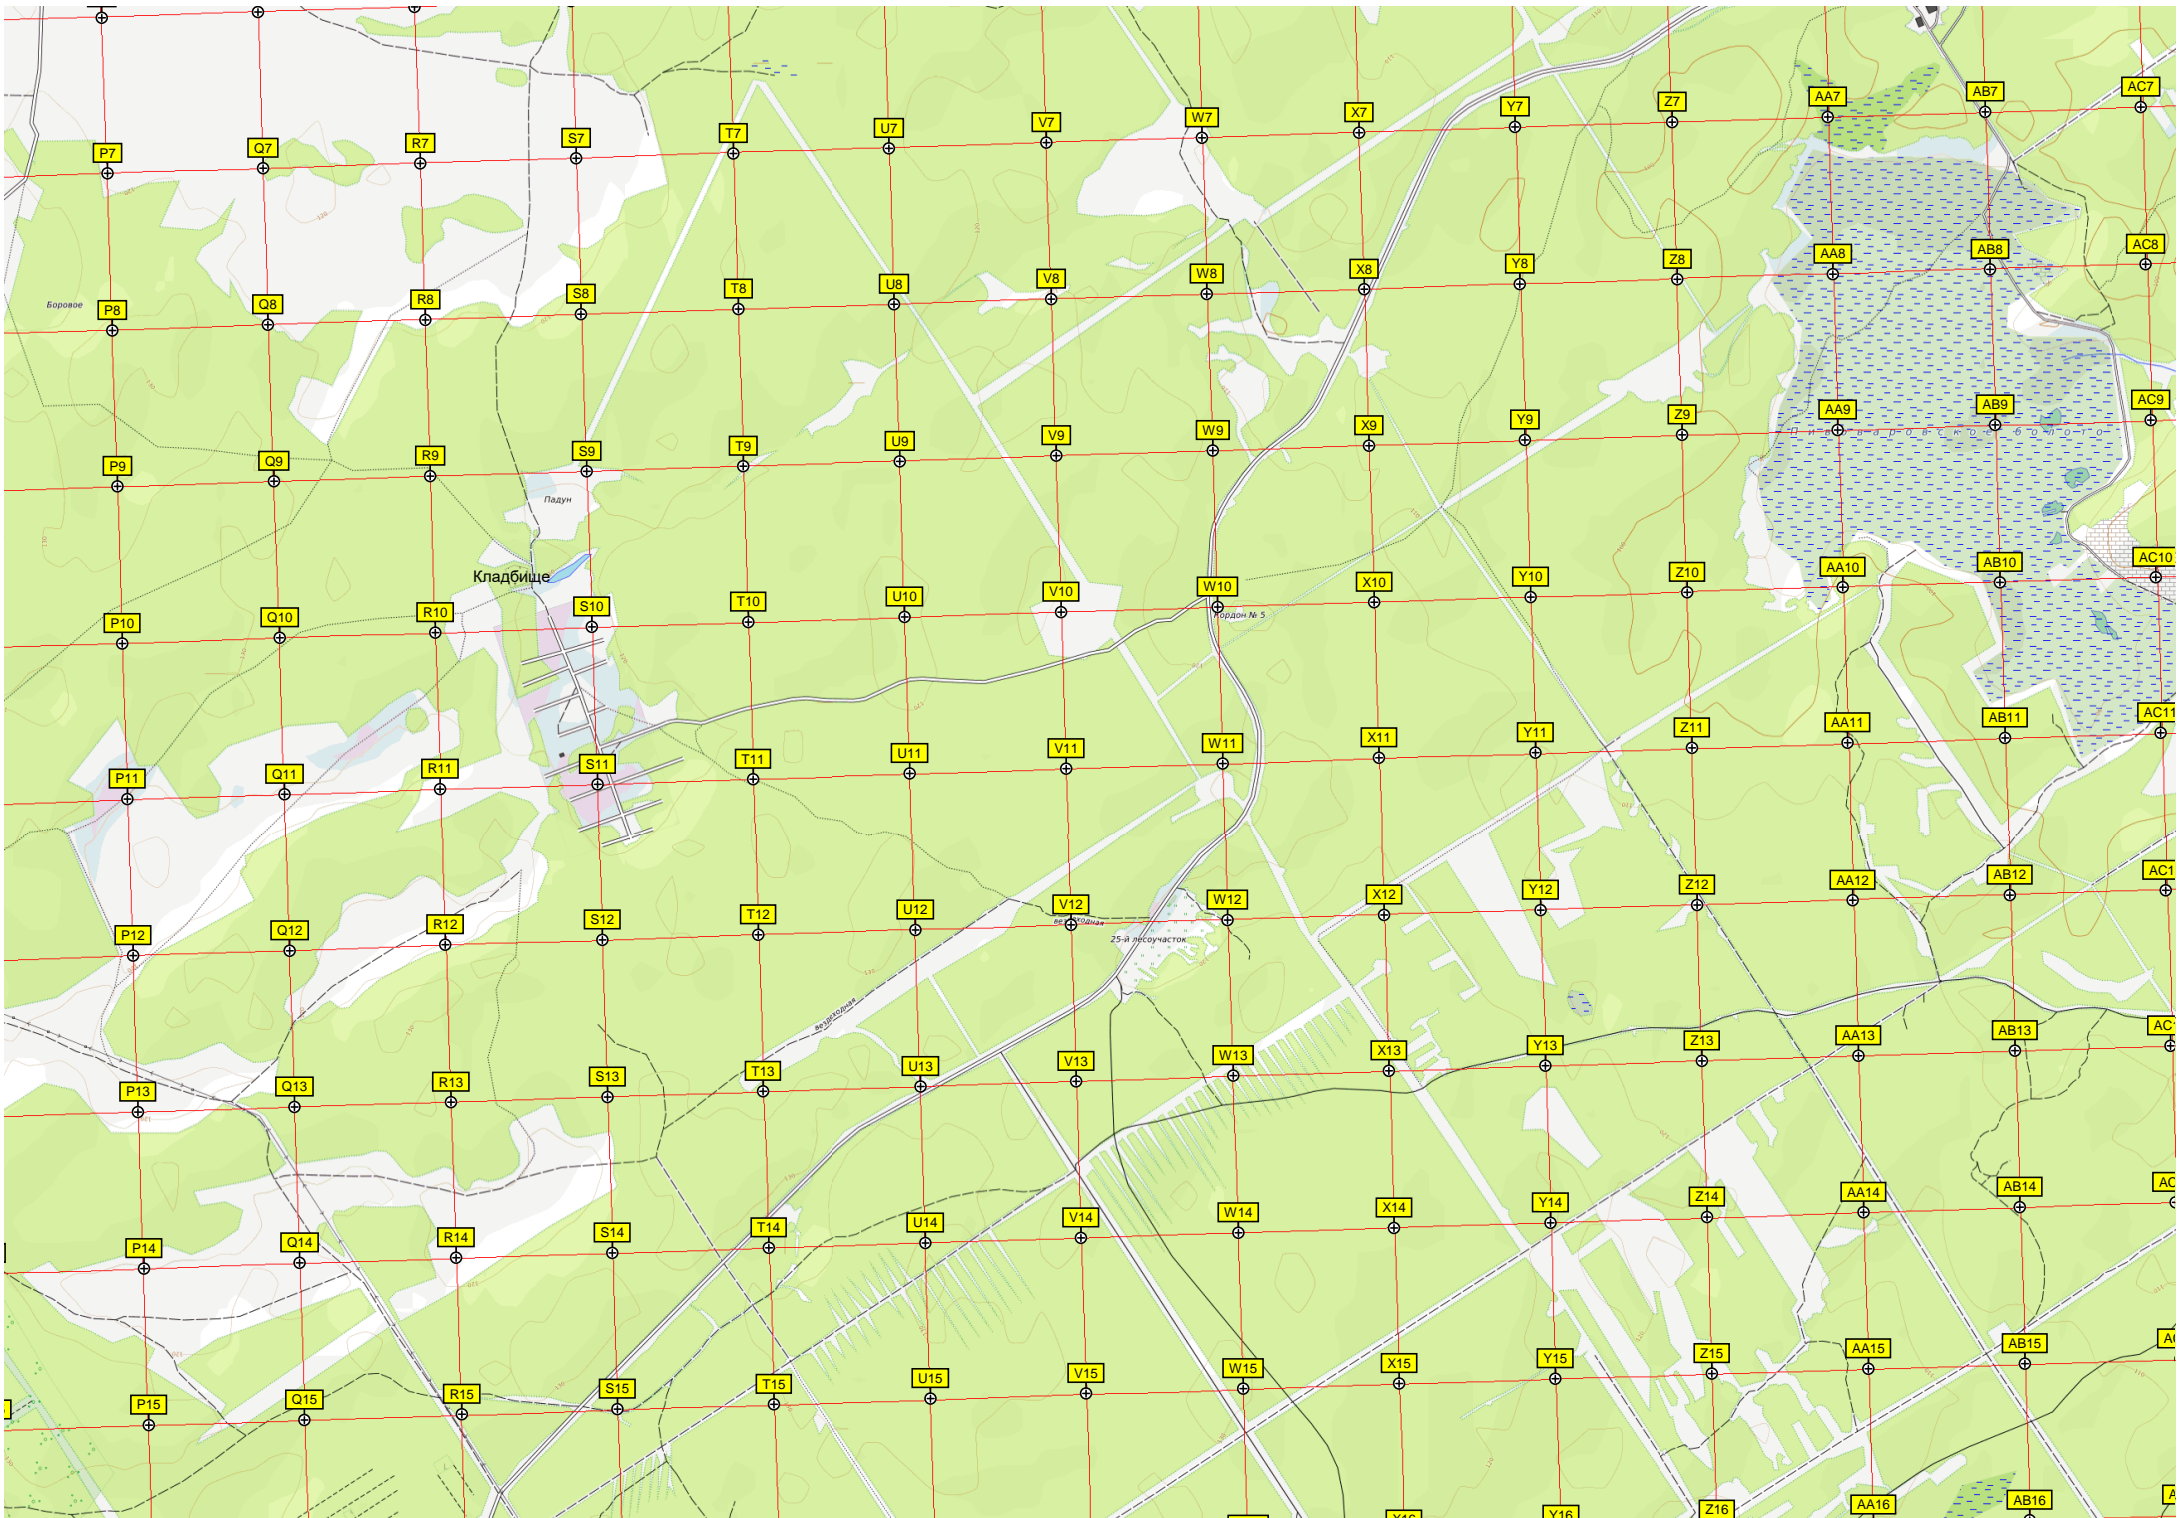 P7 Q7 R7 S7 T7 U7 V7 W7 X7 Y7 Z7 AA7 AB7 AC7
Боровое
P8 Q8 R8 S8 T8 U8 V8 W8 X8 Y8 Z8 AA8 AB8 AC8
P9 Q9 R9 S9 T9 U9 V9 W9 X9 Y9 Z9 AA9 AB9 AC9
Падун
Кладбище
P10 Q10 R10 S10 T10 U10 V10 W10 X10 Y10 Z10 AA10 AB10 AC10
Кордон № 5
P11 Q11 R11 S11 T11 U11 V11 W11 X11 Y11 Z11 AA11 AB11 AC11
P12 Q12 R12 S12 T12 U12 V12 W12 X12 Y12 Z12 AA12 AB12 AC1
вездеходная
25-й лесоучасток
вездеходная
P13 Q13 R13 S13 T13 U13 V13 W13 X13 Y13 Z13 AA13 AB13 AC1
P14 Q14 R14 S14 T14 U14 V14 W14 X14 Y14 Z14 AA14 AB14 AC
P15 Q15 R15 S15 T15 U15 V15 W15 X15 Y15 Z15 AA15 AB15
Y16 Z16 AA16 AB16